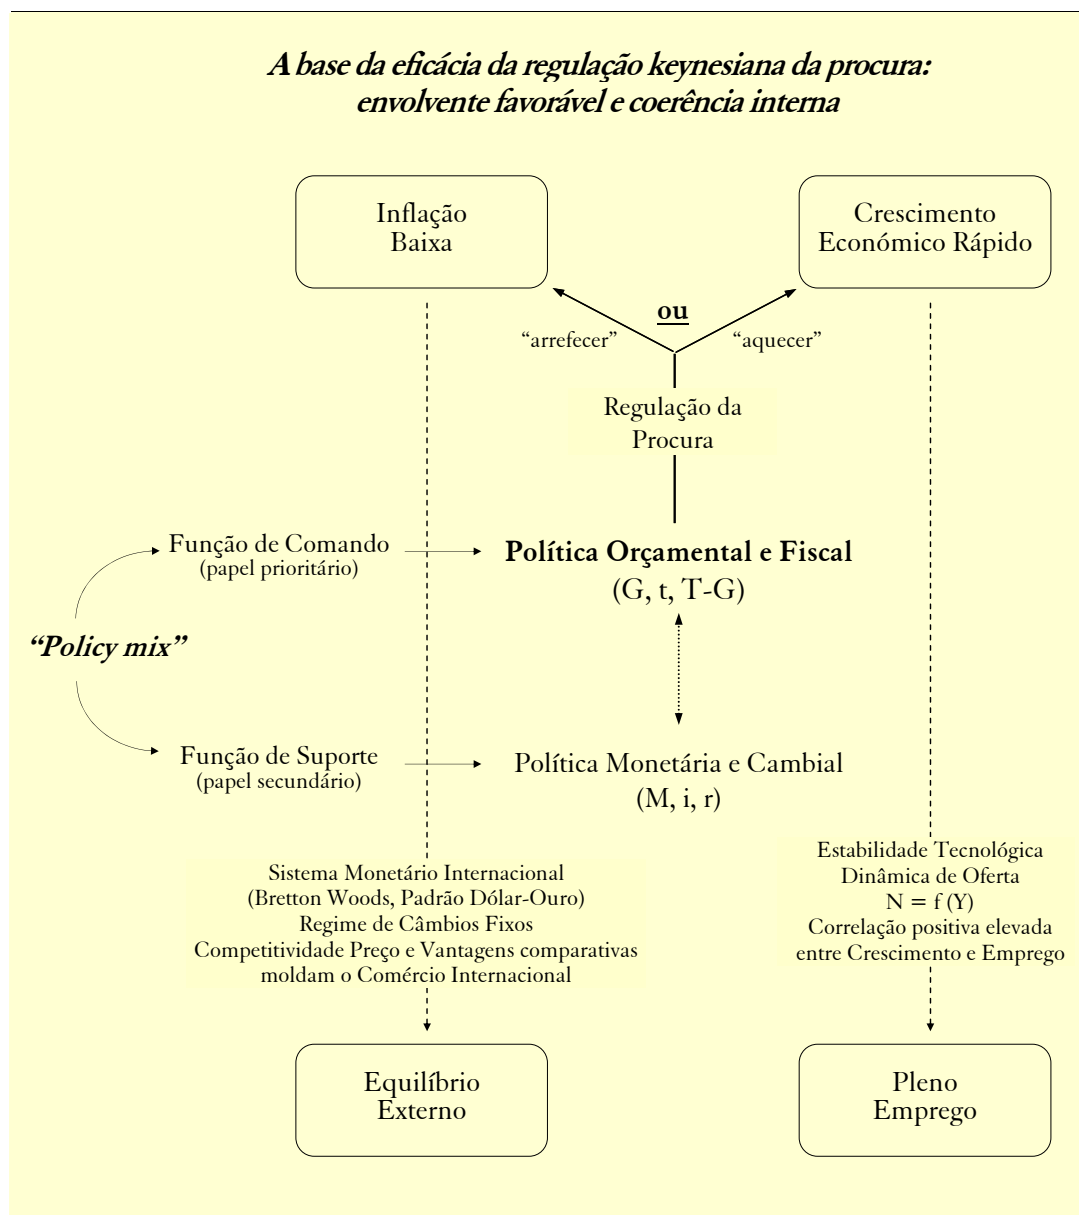 A base da eficácia da regulação keynesiana da procura:
envolvente favorável e coerência interna
Inflação
Baixa
Crescimento
Económico Rápido
ou
“arrefecer”
“aquecer”
Regulação da
Procura
Função de Comando
(papel prioritário)
Política Orçamental e Fiscal
(G, t, T-G)
“Policy mix”
Função de Suporte
(papel secundário)
Política Monetária e Cambial
(M, i, r)
Sistema Monetário Internacional
(Bretton Woods, Padrão Dólar-Ouro)
Regime de Câmbios Fixos
Competitividade Preço e Vantagens comparativas
moldam o Comércio Internacional
Estabilidade Tecnológica
Dinâmica de Oferta
N = f (Y)
Correlação positiva elevada
entre Crescimento e Emprego
Equilíbrio
Externo
Pleno
Emprego